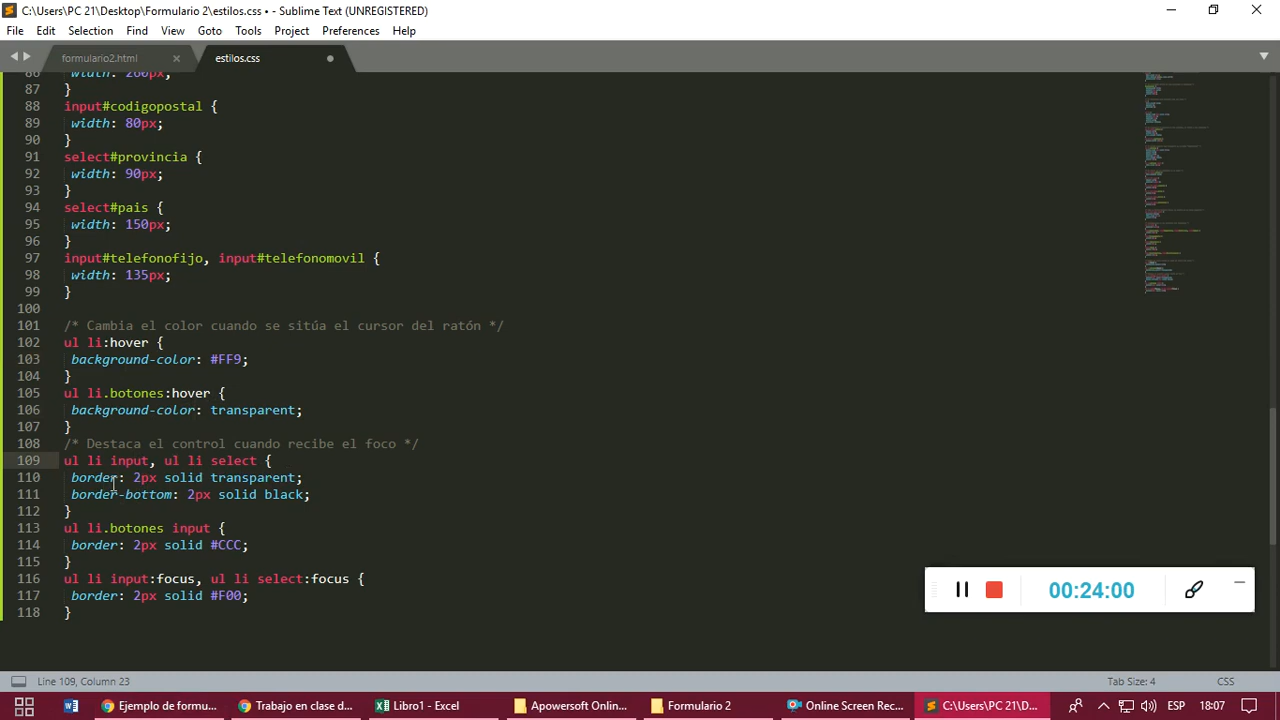 C:\Users\PC 21\Desktop\Formulario 2\estilos.css • - Sublime Text (UNREGISTERED)
File Edit Selection Find View Goto Tools Project Preferences Help
formulario2.html estilos.css
86 width: 260px;
87 }
88 input#codigopostal {
89 width: 80px;
90 }
91 select#provincia {
92 width: 90px;
93 }
94 select#pais {
95 width: 150px;
96 }
97 input#telefonofijo, input#telefonomovil {
98 width: 135px;
99 }
100
101 /* Cambia el color cuando se sitúa el cursor del ratón */
102 ul li:hover {
103 background-color: #FF9;
104 }
105 ul li.botones:hover {
106 background-color: transparent;
107 }
108 /* Destaca el control cuando recibe el foco */
109 ul li input, ul li select {
110 border: 2px solid transparent;
111 border-bottom: 2px solid black;
112 }
113 ul li.botones input {
114 border: 2px solid #CCC;
115 }
116 ul li input:focus, ul li select:focus {
117 border: 2px solid #F00;
118 }
00:24:00
Line 109, Column 23 Tab Size: 4 CSS
Ejemplo de formu... Trabajo en clase d... Libro1 - Excel Apowersoft Onlin... Formulario 2 Online Screen Rec... C:\Users\PC 21\D... ESP 18:07